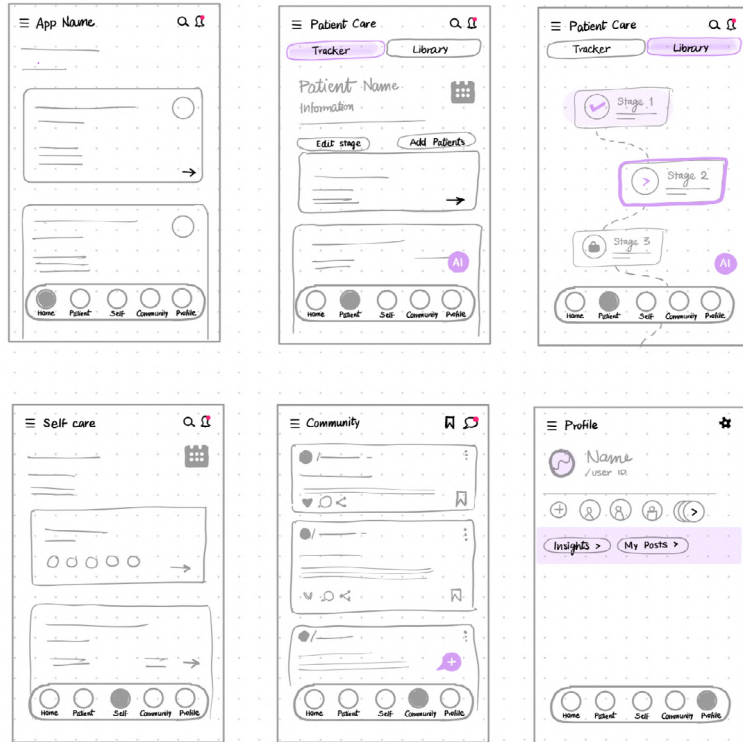 App Name
Home Patient Self Community Profile
Patient Care
Tracker Library
Patient Name
Information
Edit stage Add Patients
AI
Home Patient Self Community Profile
Patient Care
Tracker Library
Stage 1
Stage 2
Stage 3
AI
Home Patient Self Community Profile
Self care
Home Patient Self Community Profile
Community
Home Patient Self Community Profile
Profile
Name
/user ID.
Insights > My Posts >
Home Patient Self Community Profile